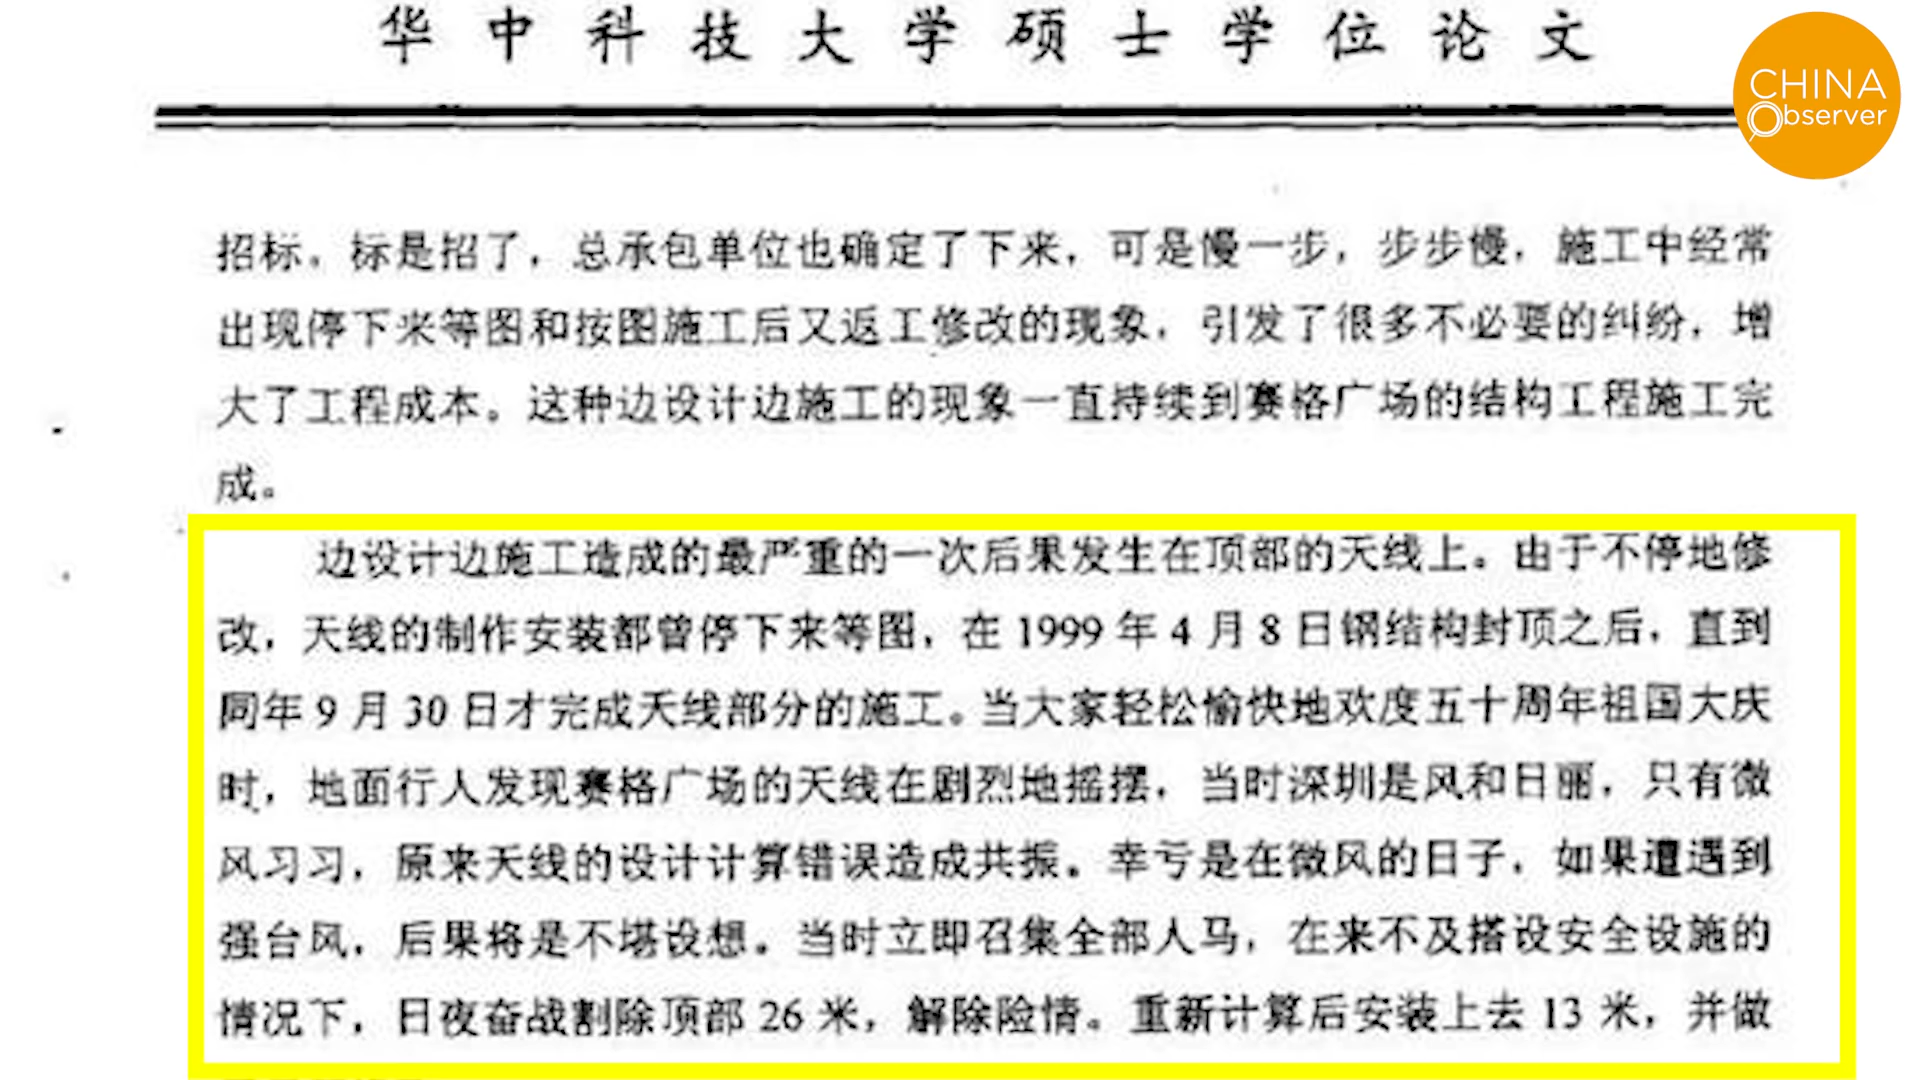 华中科技大学硕士学位论文
CHINA
Observer
招标。标是招了，总承包单位也确定了下来，可是慢一步，步步慢，施工中经常
出现停下来等图和按图施工后又返工修改的现象，引发了很多不必要的纠纷，增
大了工程成本。这种边设计边施工的现象一直持续到赛格广场的结构工程施工完
成。
边设计边施工造成的最严重的一次后果发生在顶部的天线上。由于不停地修
改，天线的制作安装都曾停下来等图，在 1999 年 4 月 8 日钢结构封顶之后，直到
同年 9 月 30 日才完成天线部分的施工。当大家轻松愉快地欢度五十周年祖国大庆
时，地面行人发现赛格广场的天线在剧烈地摇摆，当时深圳是风和日丽，只有微
风习习，原来天线的设计计算错误造成共振。幸亏是在微风的日子，如果遭遇到
强台风，后果将是不堪设想。当时立即召集全部人马，在来不及搭设安全设施的
情况下，日夜奋战割除顶部 26 米，解除险情。重新计算后安装上去 13 米，并做